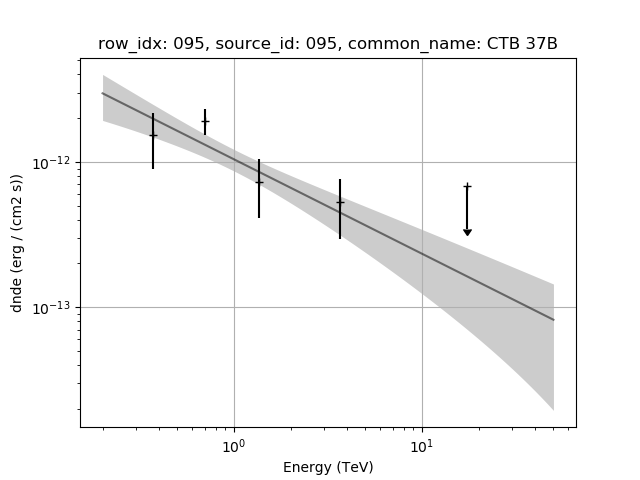 row_idx: 095, source_id: 095, common_name: CTB 37B
dnde (erg / (cm2 s))
10⁻¹²
10⁻¹³
10⁰ 10¹
Energy (TeV)